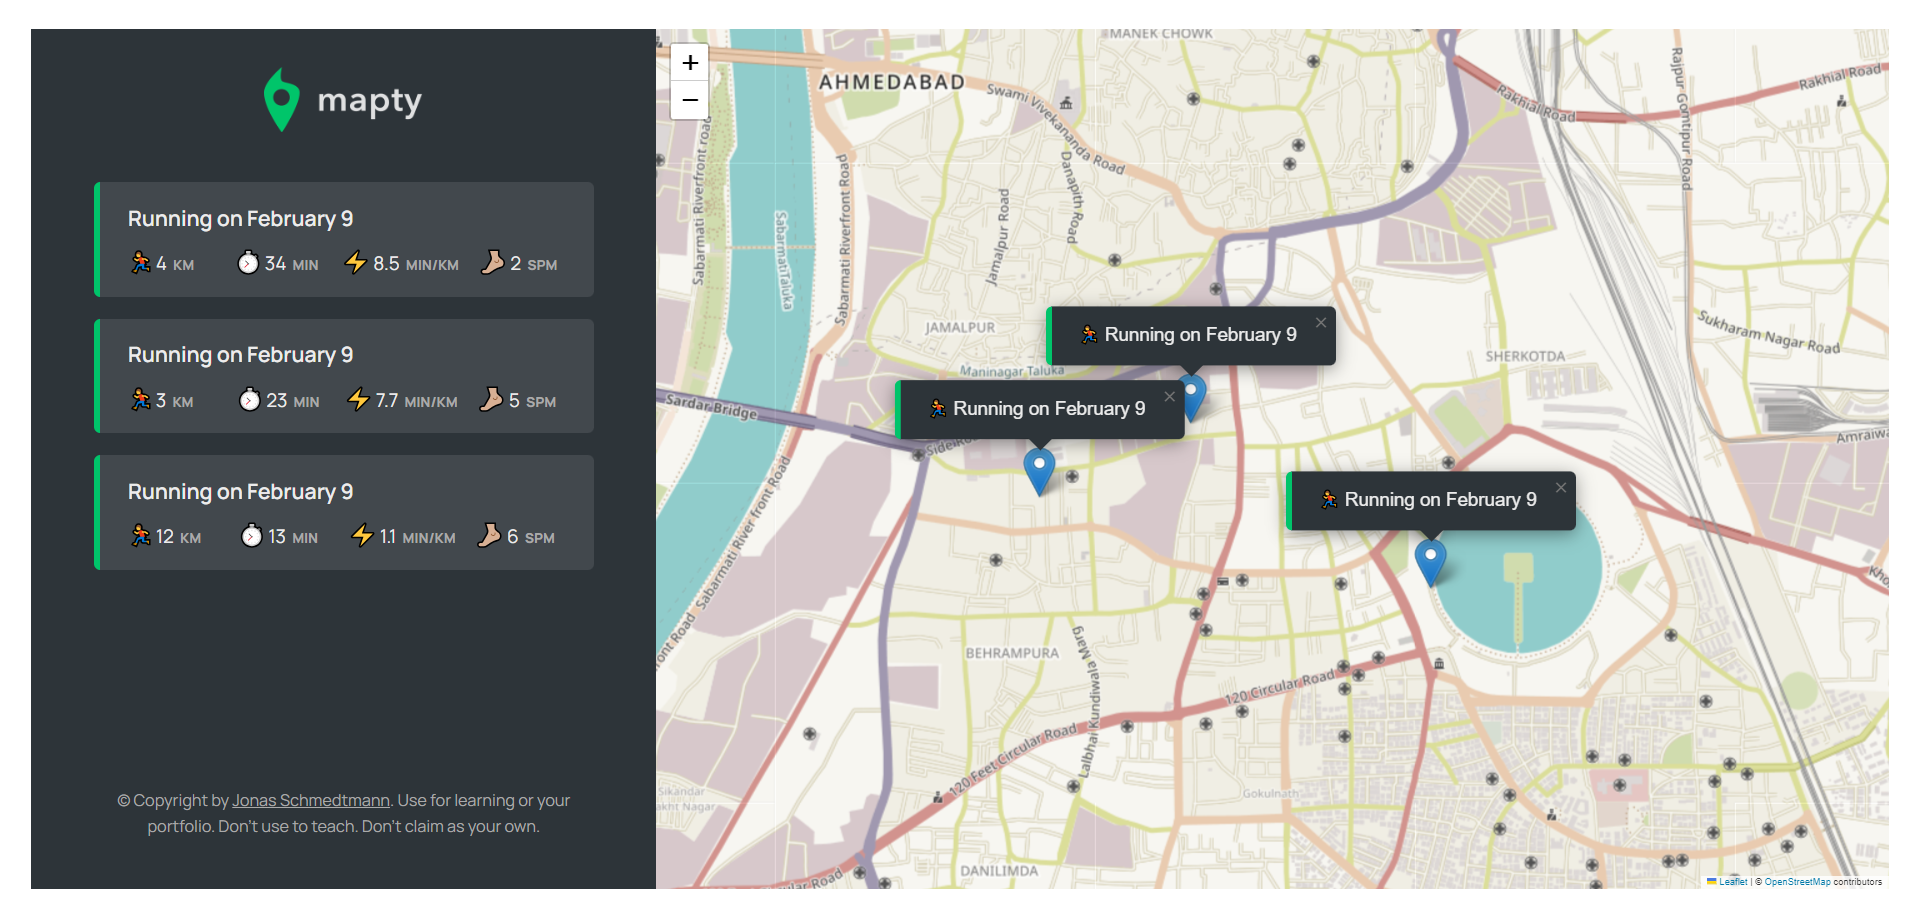 mapty
Running on February 9
4 KM 34 MIN 8.5 MIN/KM 2 SPM
Running on February 9
3 KM 23 MIN 7.7 MIN/KM 5 SPM
Running on February 9
12 KM 13 MIN 1.1 MIN/KM 6 SPM
© Copyright by Jonas Schmedtmann. Use for learning or your
portfolio. Don't use to teach. Don't claim as your own.
+
−
MANEK CHOWK
AHMEDABAD
Swami Vivekananda Road
Danapith Road
Jamalpur Road
Sabarmati Riverfront road
Sabarmati Taluka
Sabarmati Riverfront Road
Rakhial Road
Rakhial Road
Rajpur Gomtipur Road
JAMALPUR
Running on February 9 ×
Maninagar Taluka
SHERKOTDA
Sukharam Nagar Road
Sardar Bridge
Running on February 9 ×
Amraiwa
Running on February 9 ×
Sabarmati River front Road
front Road
BEHRAMPURA
Lalbhai Kundiwala Marg
120 Circular Road
120 Feet Circular Road
Sikandar
akht Nagar
Gokulnath
DANILIMDA
ular Road
Leaflet | © OpenStreetMap contributors